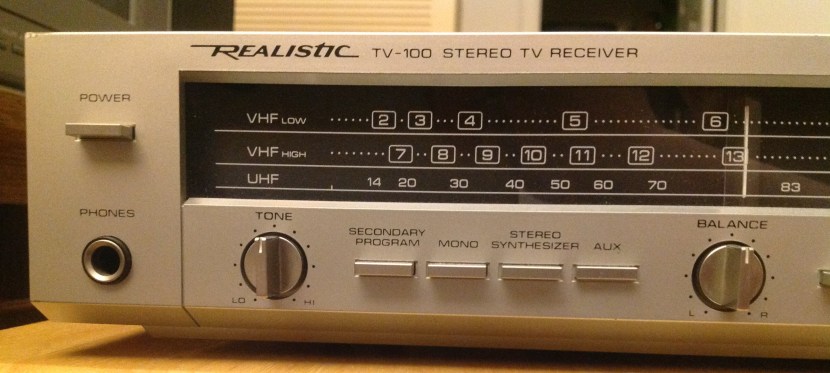 REALISTIC TV-100 STEREO TV RECEIVER
POWER
VHF LOW 2 3 4 5 6
VHF HIGH 7 8 9 10 11 12 13
UHF 14 20 30 40 50 60 70 83
PHONES
TONE
LO HI
SECONDARY
PROGRAM
MONO
STEREO
SYNTHESIZER
AUX
BALANCE
L R